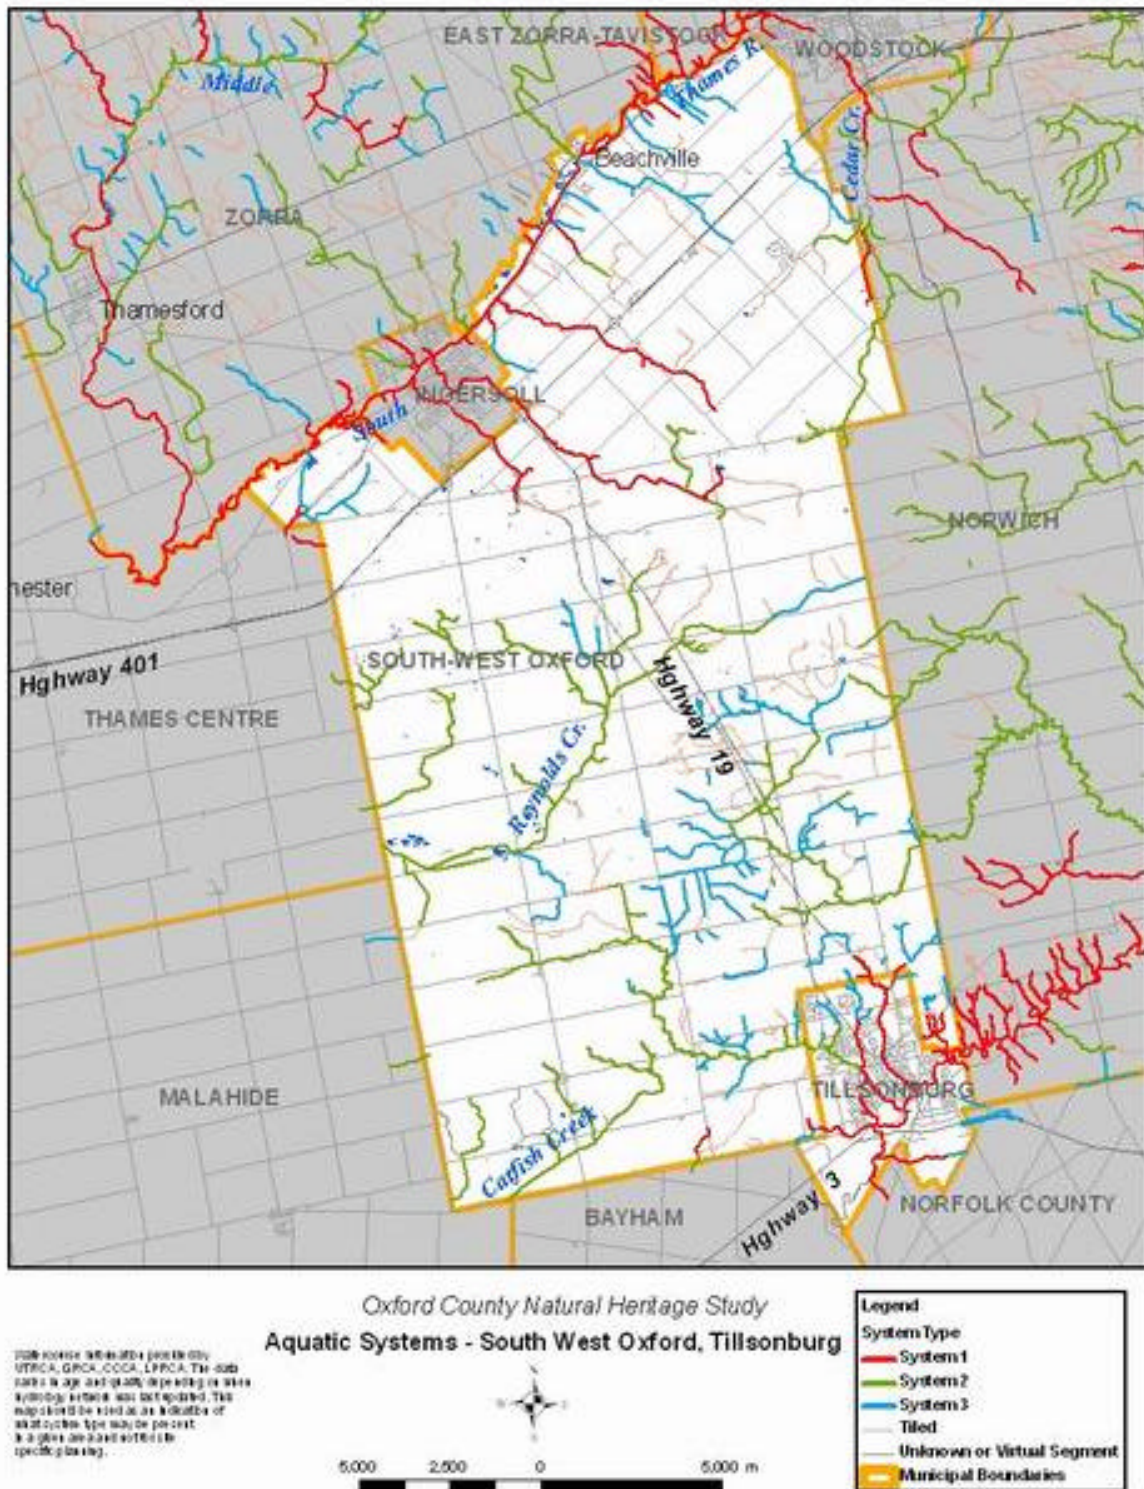 EAST ZORRA-TAVISTOCK
WOODSTOCK
Middle
Thames R.
Beachville
Cedar Cr.
ZORRA
Thamesford
INGERSOLL
South
NORWICH
Hghway 401
SOUTH-WEST OXFORD
THAMES CENTRE
Hghway 19
Reynolds Cr.
MALAHIDE
TILLSONBURG
Catfish Creek
BAYHAM
Hghway 3
NORFOLK COUNTY
Oxford County Natural Heritage Study
Aquatic Systems - South West Oxford, Tillsonburg
Legend
System Type
System 1
System 2
System 3
Tiled
Unknown or Virtual Segment
Municipal Boundaries
5,000 2,500 0 5,000 m